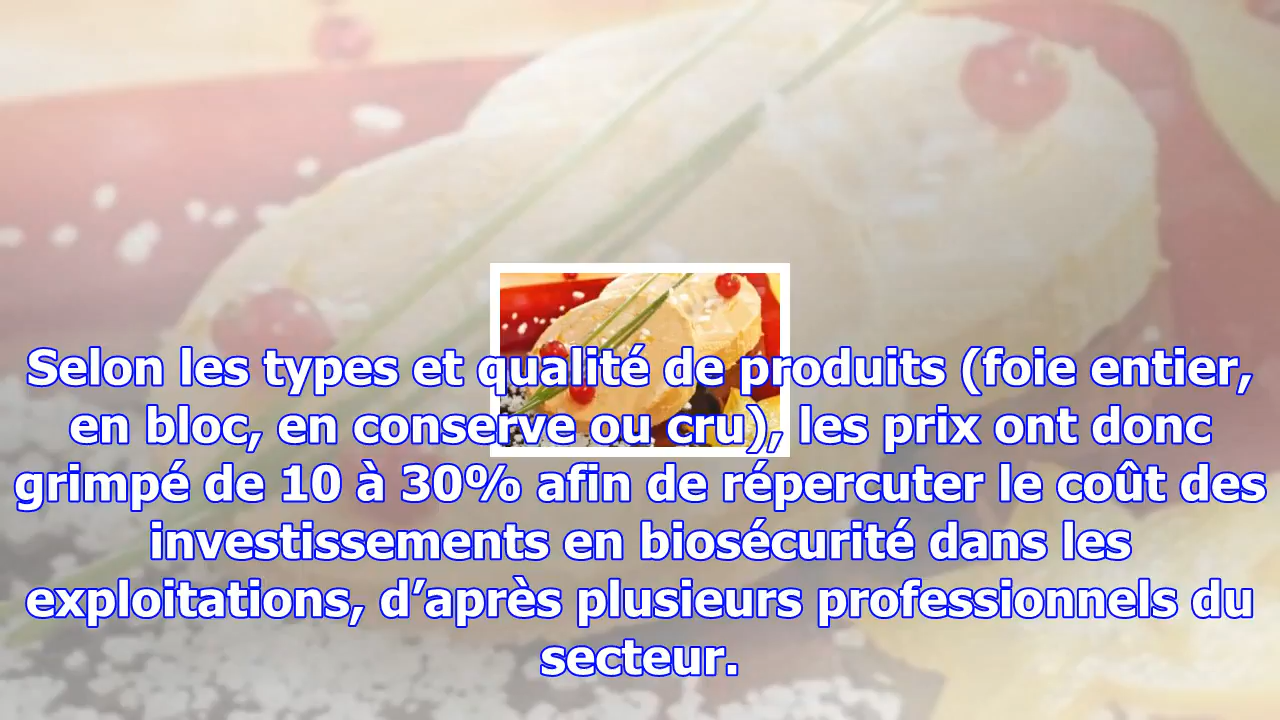 Selon les types et qualité de produits (foie entier,
en bloc, en conserve ou cru), les prix ont donc
grimpé de 10 à 30% afin de répercuter le coût des
investissements en biosécurité dans les
exploitations, d’après plusieurs professionnels du
secteur.